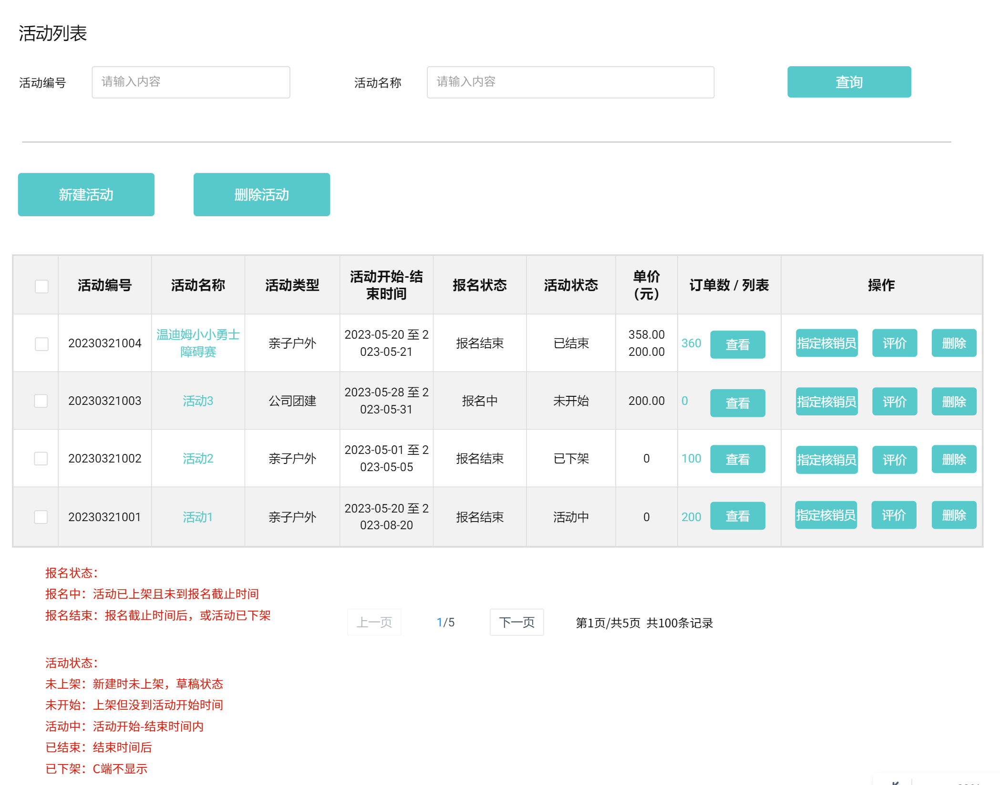 活动列表
活动编号 请输入内容 活动名称 请输入内容 查询
新建活动 删除活动
活动编号 活动名称 活动类型 活动开始-结束时间 报名状态 活动状态 单价（元） 订单数 / 列表 操作
20230321004 温迪姆小小勇士障碍赛 亲子户外 2023-05-20 至 2023-05-21 报名结束 已结束 358.00 200.00 360 查看 指定核销员 评价 删除
20230321003 活动3 公司团建 2023-05-28 至 2023-05-31 报名中 未开始 200.00 0 查看 指定核销员 评价 删除
20230321002 活动2 亲子户外 2023-05-01 至 2023-05-05 报名结束 已下架 0 100 查看 指定核销员 评价 删除
20230321001 活动1 亲子户外 2023-05-20 至 2023-08-20 报名结束 活动中 0 200 查看 指定核销员 评价 删除
报名状态：
报名中：活动已上架且未到报名截止时间
报名结束：报名截止时间后，或活动已下架
上一页 1/5 下一页 第1页/共5页 共100条记录
活动状态：
未上架：新建时未上架，草稿状态
未开始：上架但没到活动开始时间
活动中：活动开始-结束时间内
已结束：结束时间后
已下架：C端不显示